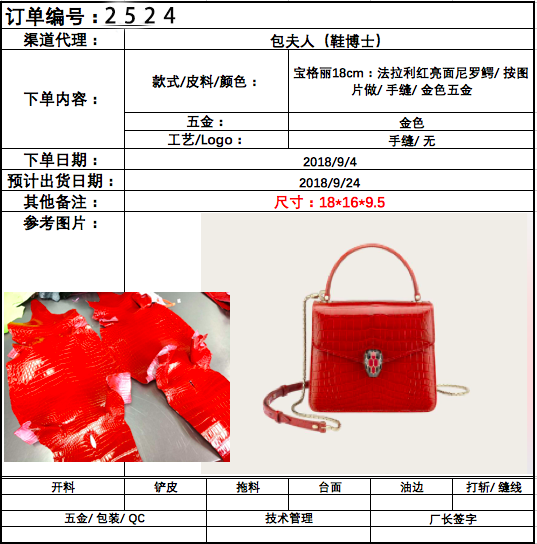 订单编号：2524
渠道代理： 包夫人（鞋博士）
下单内容： 款式/皮料/颜色： 宝格丽18cm：法拉利红亮面尼罗鳄/ 按图
片做/ 手缝/ 金色五金
五金： 金色
工艺/Logo： 手缝/ 无
下单日期： 2018/9/4
预计出货日期： 2018/9/24
其他备注： 尺寸：18*16*9.5
参考图片：
开料 铲皮 拖料 台面 油边 打斩/ 缝线
五金/ 包装/ QC 技术管理 厂长签字